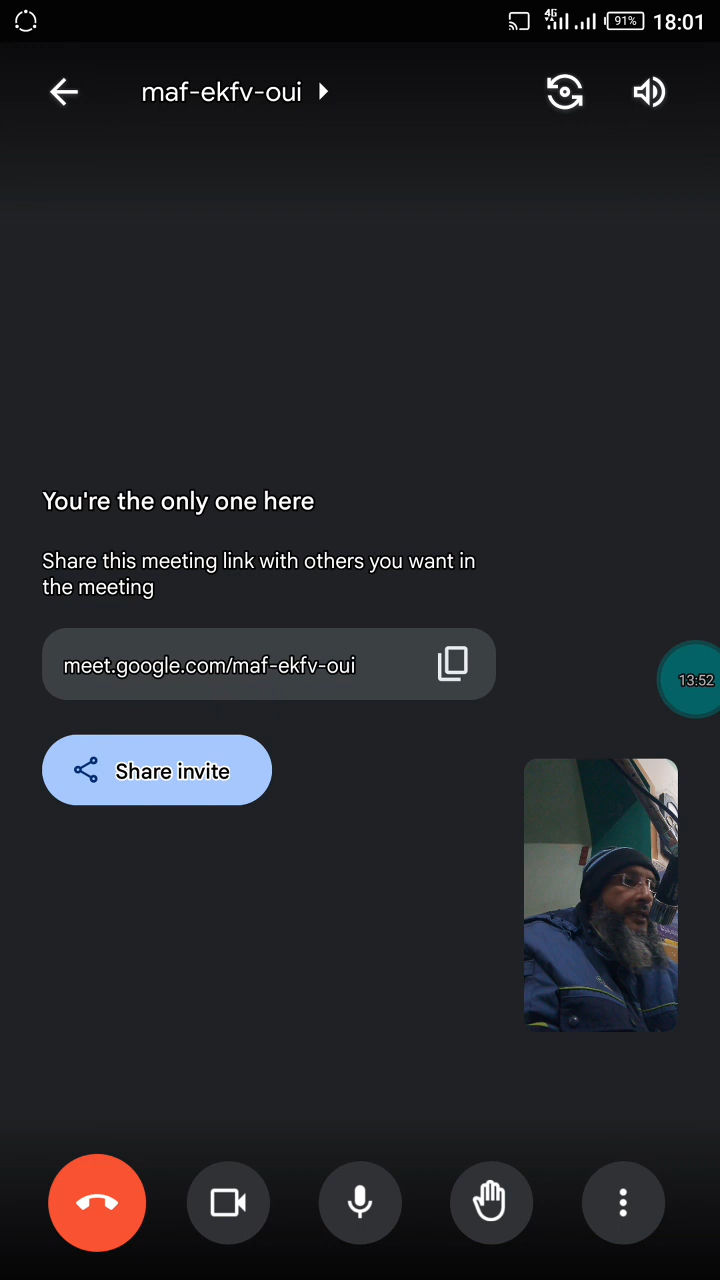 4G 91% 18:01
maf-ekfv-oui
You're the only one here
Share this meeting link with others you want in
the meeting
meet.google.com/maf-ekfv-oui
13:52
Share invite